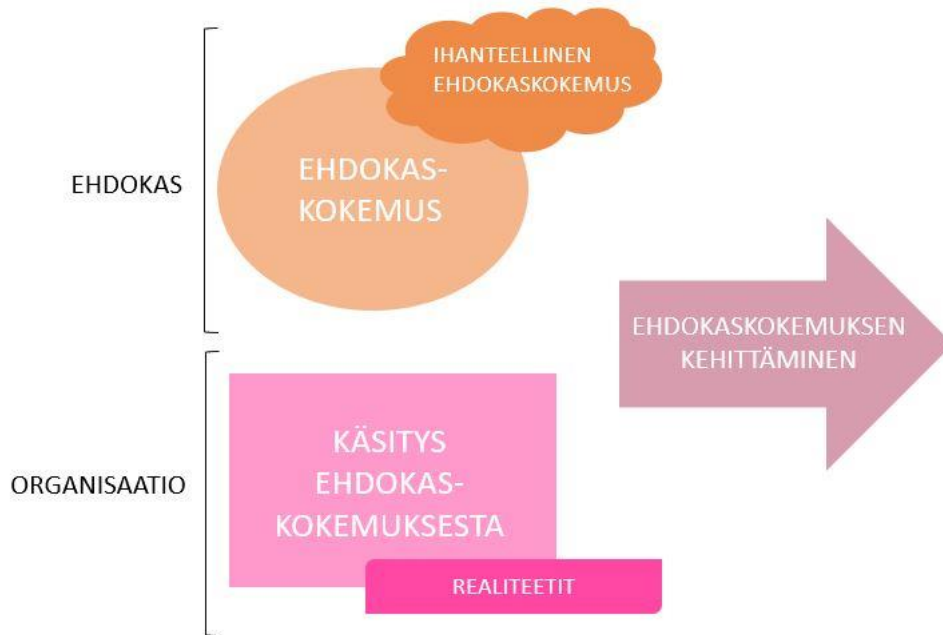 IHANTEELLINEN
EHDOKASKOKEMUS
EHDOKAS-
KOKEMUS
EHDOKAS
EHDOKASKOKEMUKSEN
KEHITTÄMINEN
KÄSITYS
EHDOKAS-
KOKEMUKSESTA
ORGANISAATIO
REALITEETIT